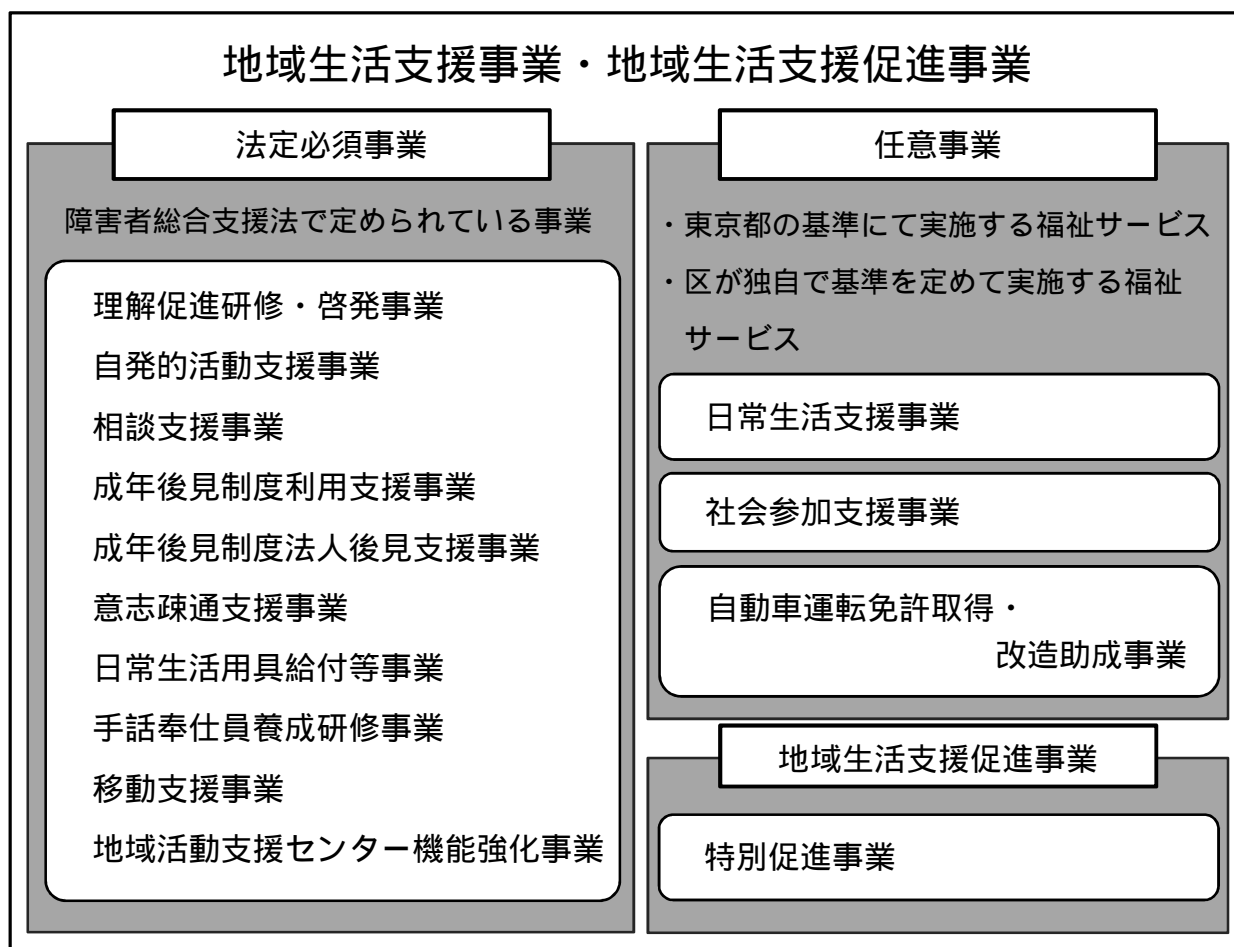 地域生活支援事業・地域生活支援促進事業
法定必須事業
障害者総合支援法で定められている事業
理解促進研修・啓発事業
自発的活動支援事業
相談支援事業
成年後見制度利用支援事業
成年後見制度法人後見支援事業
意志疎通支援事業
日常生活用具給付等事業
手話奉仕員養成研修事業
移動支援事業
地域活動支援センター機能強化事業
任意事業
・東京都の基準にて実施する福祉サービス
・区が独自で基準を定めて実施する福祉
サービス
日常生活支援事業
社会参加支援事業
自動車運転免許取得・
改造助成事業
地域生活支援促進事業
特別促進事業